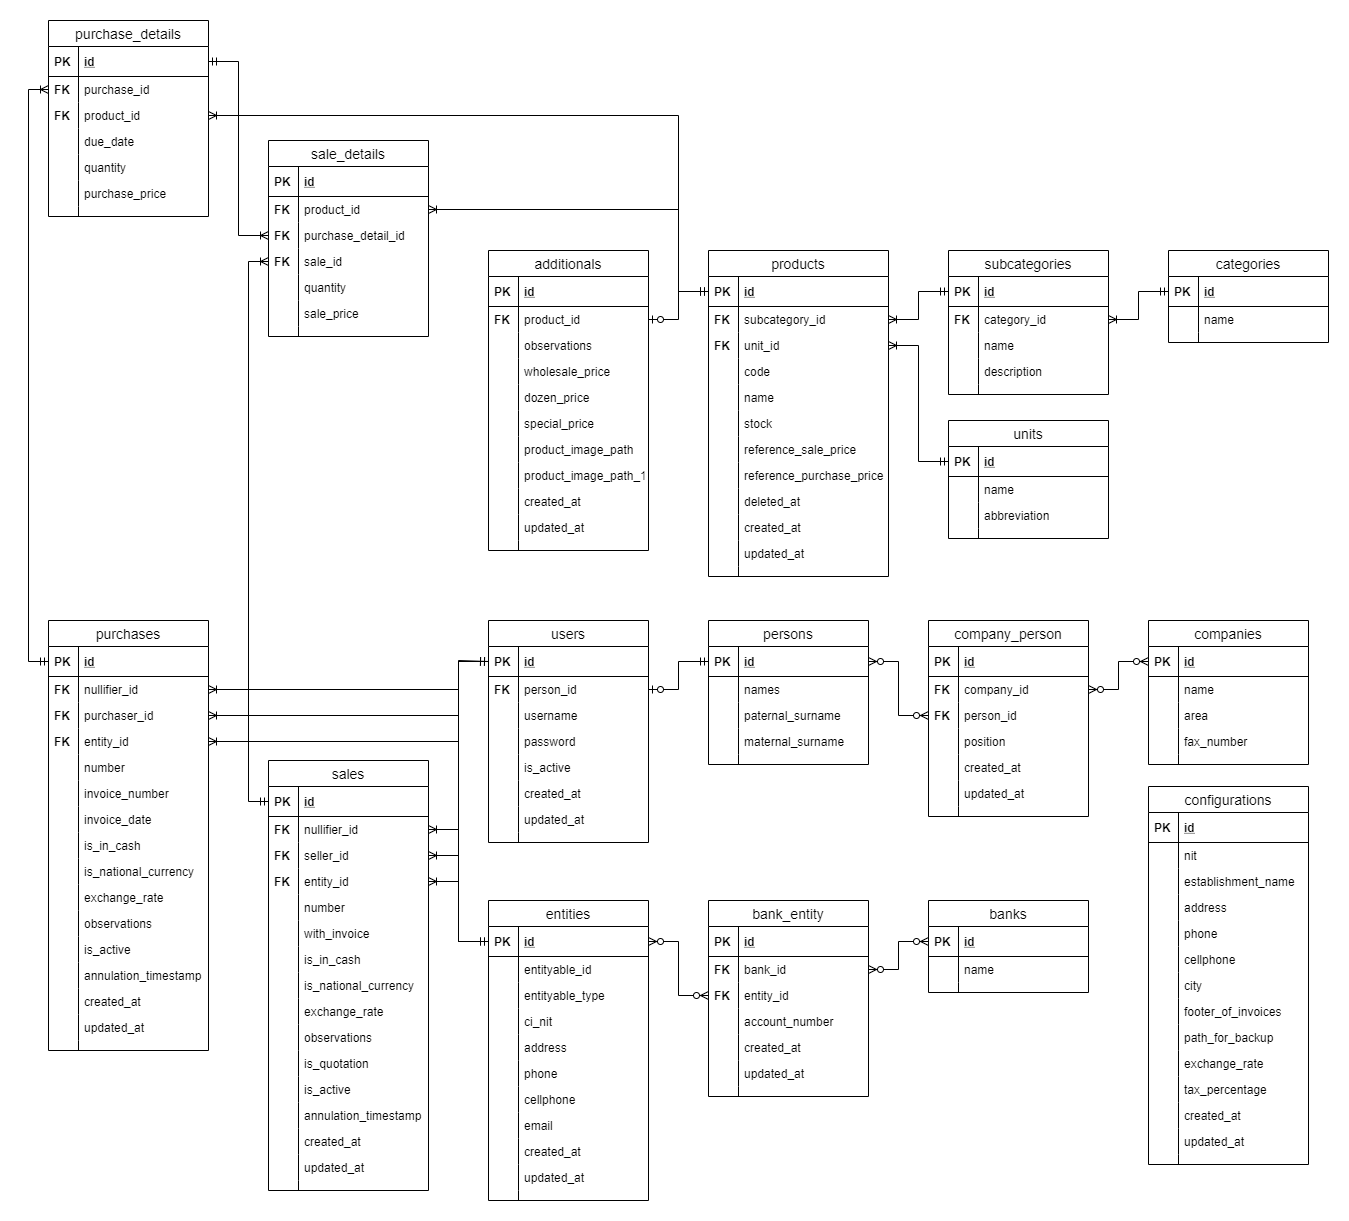 purchase_details
PK id
FK purchase_id
FK product_id
due_date
quantity
purchase_price
sale_details
PK id
FK product_id
FK purchase_detail_id
FK sale_id
quantity
sale_price
additionals
PK id
FK product_id
observations
wholesale_price
dozen_price
special_price
product_image_path
product_image_path_1
created_at
updated_at
products
PK id
FK subcategory_id
FK unit_id
code
name
stock
reference_sale_price
reference_purchase_price
deleted_at
created_at
updated_at
subcategories
PK id
FK category_id
name
description
categories
PK id
name
units
PK id
name
abbreviation
purchases
PK id
FK nullifier_id
FK purchaser_id
FK entity_id
number
invoice_number
invoice_date
is_in_cash
is_national_currency
exchange_rate
observations
is_active
annulation_timestamp
created_at
updated_at
sales
PK id
FK nullifier_id
FK seller_id
FK entity_id
number
with_invoice
is_in_cash
is_national_currency
exchange_rate
observations
is_quotation
is_active
annulation_timestamp
created_at
updated_at
users
PK id
FK person_id
username
password
is_active
created_at
updated_at
persons
PK id
names
paternal_surname
maternal_surname
company_person
PK id
FK company_id
FK person_id
position
created_at
updated_at
companies
PK id
name
area
fax_number
entities
PK id
entityable_id
entityable_type
ci_nit
address
phone
cellphone
email
created_at
updated_at
bank_entity
PK id
FK bank_id
FK entity_id
account_number
created_at
updated_at
banks
PK id
name
configurations
PK id
nit
establishment_name
address
phone
cellphone
city
footer_of_invoices
path_for_backup
exchange_rate
tax_percentage
created_at
updated_at